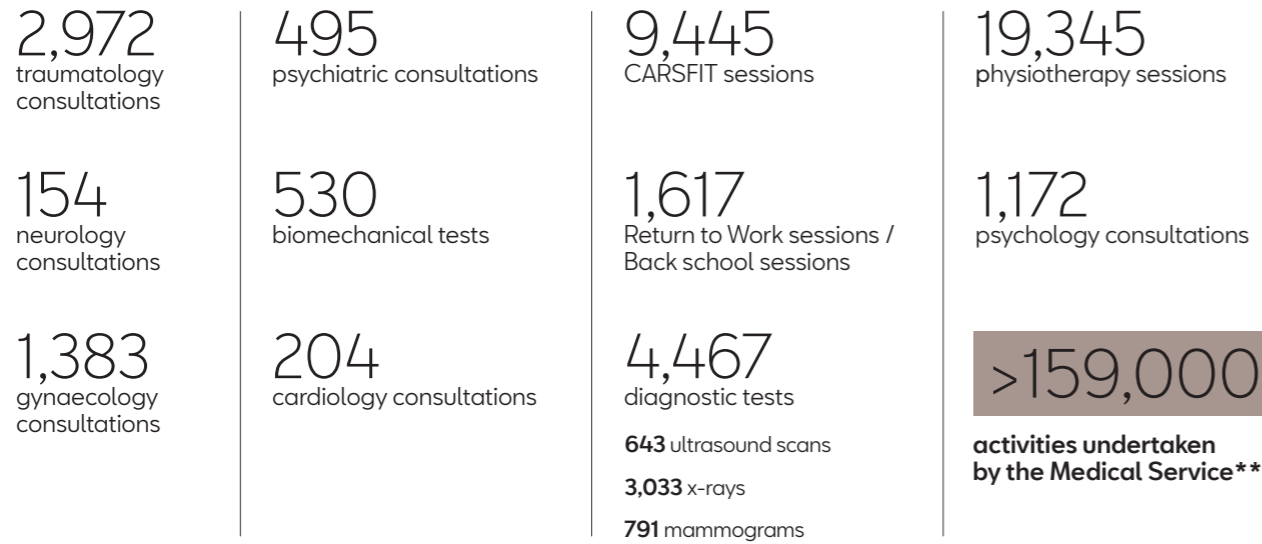 2,972
traumatology
consultations
154
neurology
consultations
1,383
gynaecology
consultations
495
psychiatric consultations
530
biomechanical tests
204
cardiology consultations
9,445
CARSFIT sessions
1,617
Return to Work sessions /
Back school sessions
4,467
diagnostic tests
643 ultrasound scans
3,033 x-rays
791 mammograms
19,345
physiotherapy sessions
1,172
psychology consultations
>159,000
activities undertaken
by the Medical Service**